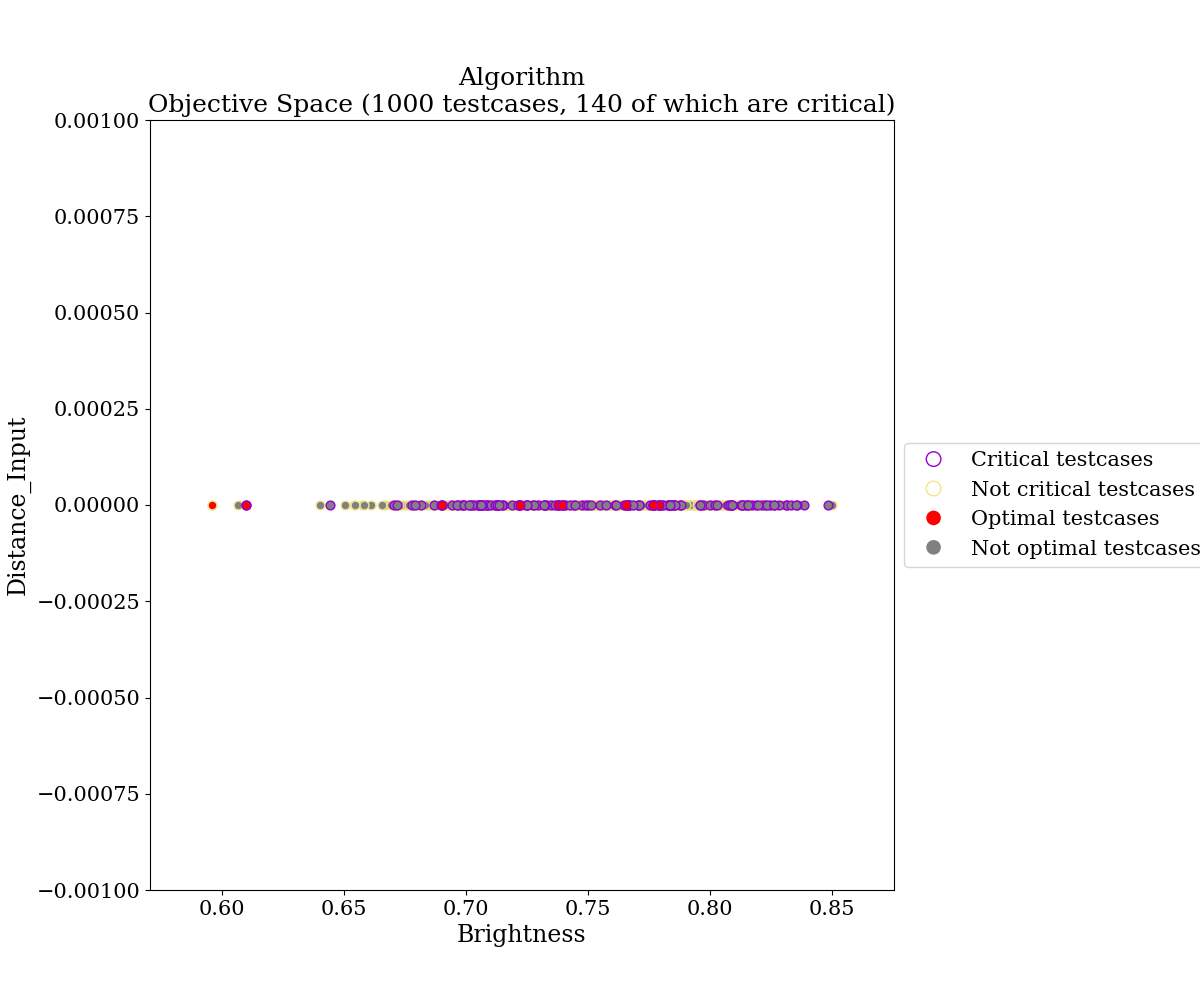 Algorithm
Objective Space (1000 testcases, 140 of which are critical)
0.00100
0.00075
0.00050
0.00025
0.00000
−0.00025
−0.00050
−0.00075
−0.00100
Distance_Input
0.60 0.65 0.70 0.75 0.80 0.85
Brightness
Critical testcases
Not critical testcases
Optimal testcases
Not optimal testcases